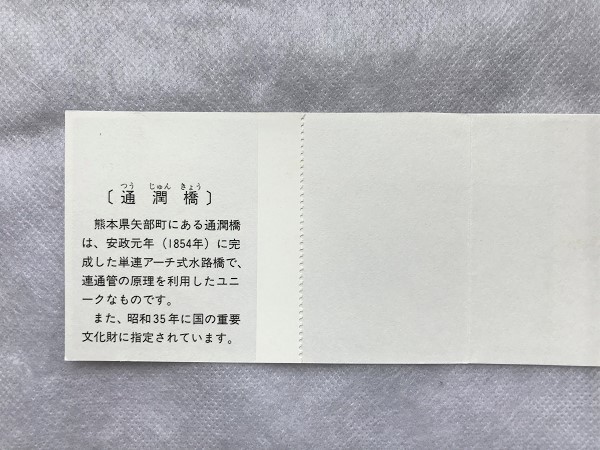 つう じゅん きょう
〔通潤橋〕
熊本県矢部町にある通潤橋
は、安政元年（1854年）に完
成した単連アーチ式水路橋で、
連通管の原理を利用したユニ
ークなものです。
また、昭和35年に国の重要
文化財に指定されています。